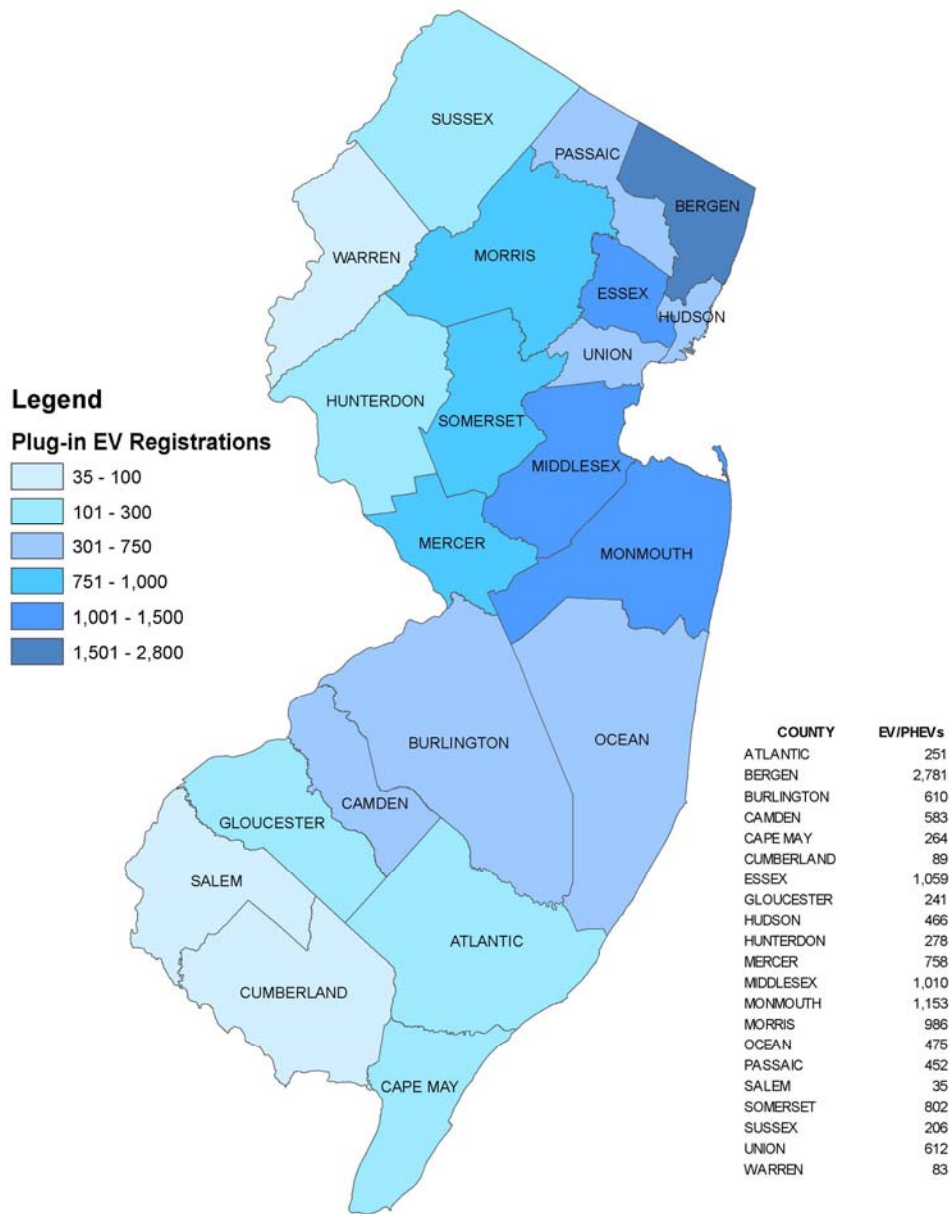 SUSSEX
PASSAIC
BERGEN
WARREN
MORRIS
ESSEX
HUDSON
UNION
HUNTERDON
SOMERSET
MIDDLESEX
MERCER
MONMOUTH
Legend
Plug-in EV Registrations
35 - 100
101 - 300
301 - 750
751 - 1,000
1,001 - 1,500
1,501 - 2,800
BURLINGTON
OCEAN
CAMDEN
GLOUCESTER
SALEM
ATLANTIC
CUMBERLAND
CAPE MAY
COUNTY EV/PHEVs
ATLANTIC 251
BERGEN 2,781
BURLINGTON 610
CAMDEN 583
CAPE MAY 264
CUMBERLAND 89
ESSEX 1,059
GLOUCESTER 241
HUDSON 466
HUNTERDON 278
MERCER 758
MIDDLESEX 1,010
MONMOUTH 1,153
MORRIS 986
OCEAN 475
PASSAIC 452
SALEM 35
SOMERSET 802
SUSSEX 206
UNION 612
WARREN 83